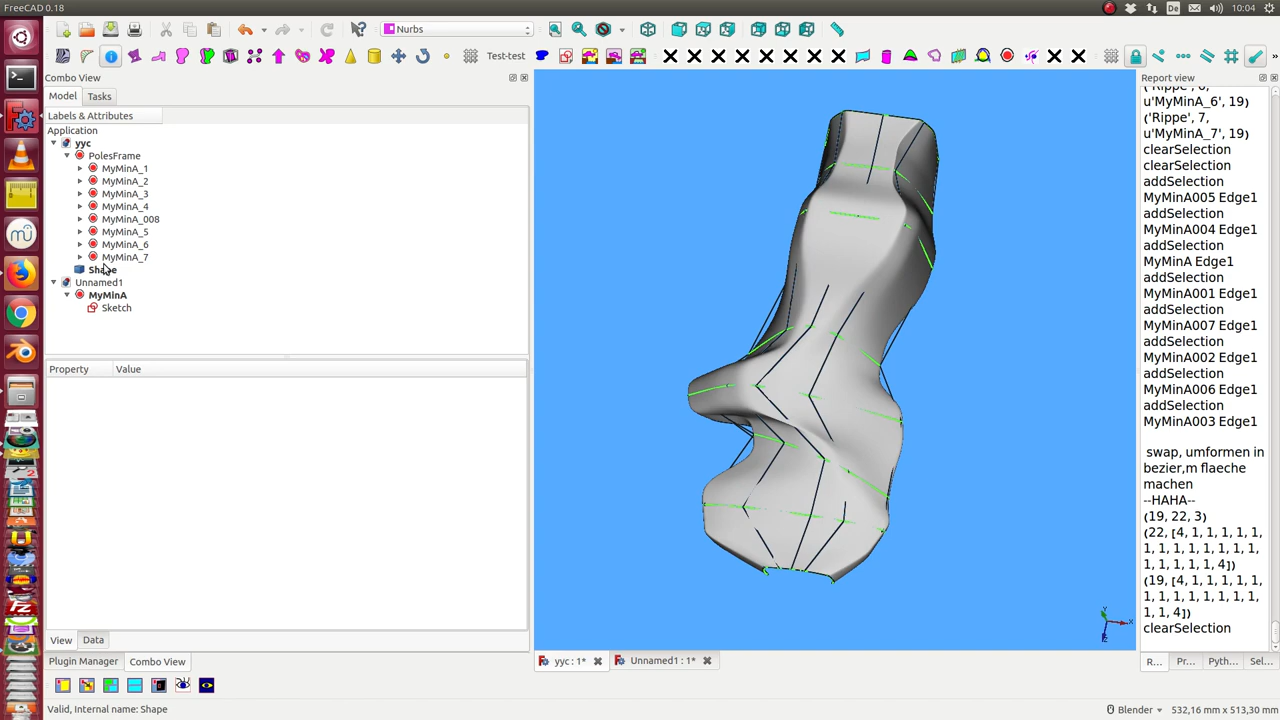 FreeCAD 0.18
De
10:04
Nurbs
Test-test
Combo View
Report view
Model
Tasks
Labels & Attributes
Application
yyc
PolesFrame
MyMinA_1
MyMinA_2
MyMinA_3
MyMinA_4
MyMinA_008
MyMinA_5
MyMinA_6
MyMinA_7
Shape
Unnamed1
MyMinA
Sketch
Property
Value
View
Data
Plugin Manager
Combo View
Valid, Internal name: Shape
yyc : 1*
Unnamed1 : 1*
u'MyMinA_6', 19)
('Rippe', 7,
u'MyMinA_7', 19)
clearSelection
clearSelection
addSelection
MyMinA005 Edge1
addSelection
MyMinA004 Edge1
addSelection
MyMinA Edge1
addSelection
MyMinA001 Edge1
addSelection
MyMinA007 Edge1
addSelection
MyMinA002 Edge1
addSelection
MyMinA006 Edge1
addSelection
MyMinA003 Edge1
swap, umformen in
bezier,m flaeche
machen
--HAHA--
(19, 22, 3)
(22, [4, 1, 1, 1, 1, 1,
1, 1, 1, 1, 1, 1, 1, 1,
1, 1, 1, 1, 1, 4])
(19, [4, 1, 1, 1, 1, 1,
1, 1, 1, 1, 1, 1, 1, 1,
1, 1, 4])
clearSelection
R...
Pr...
Pyth...
Sel...
Blender
532,16 mm x 513,30 mm